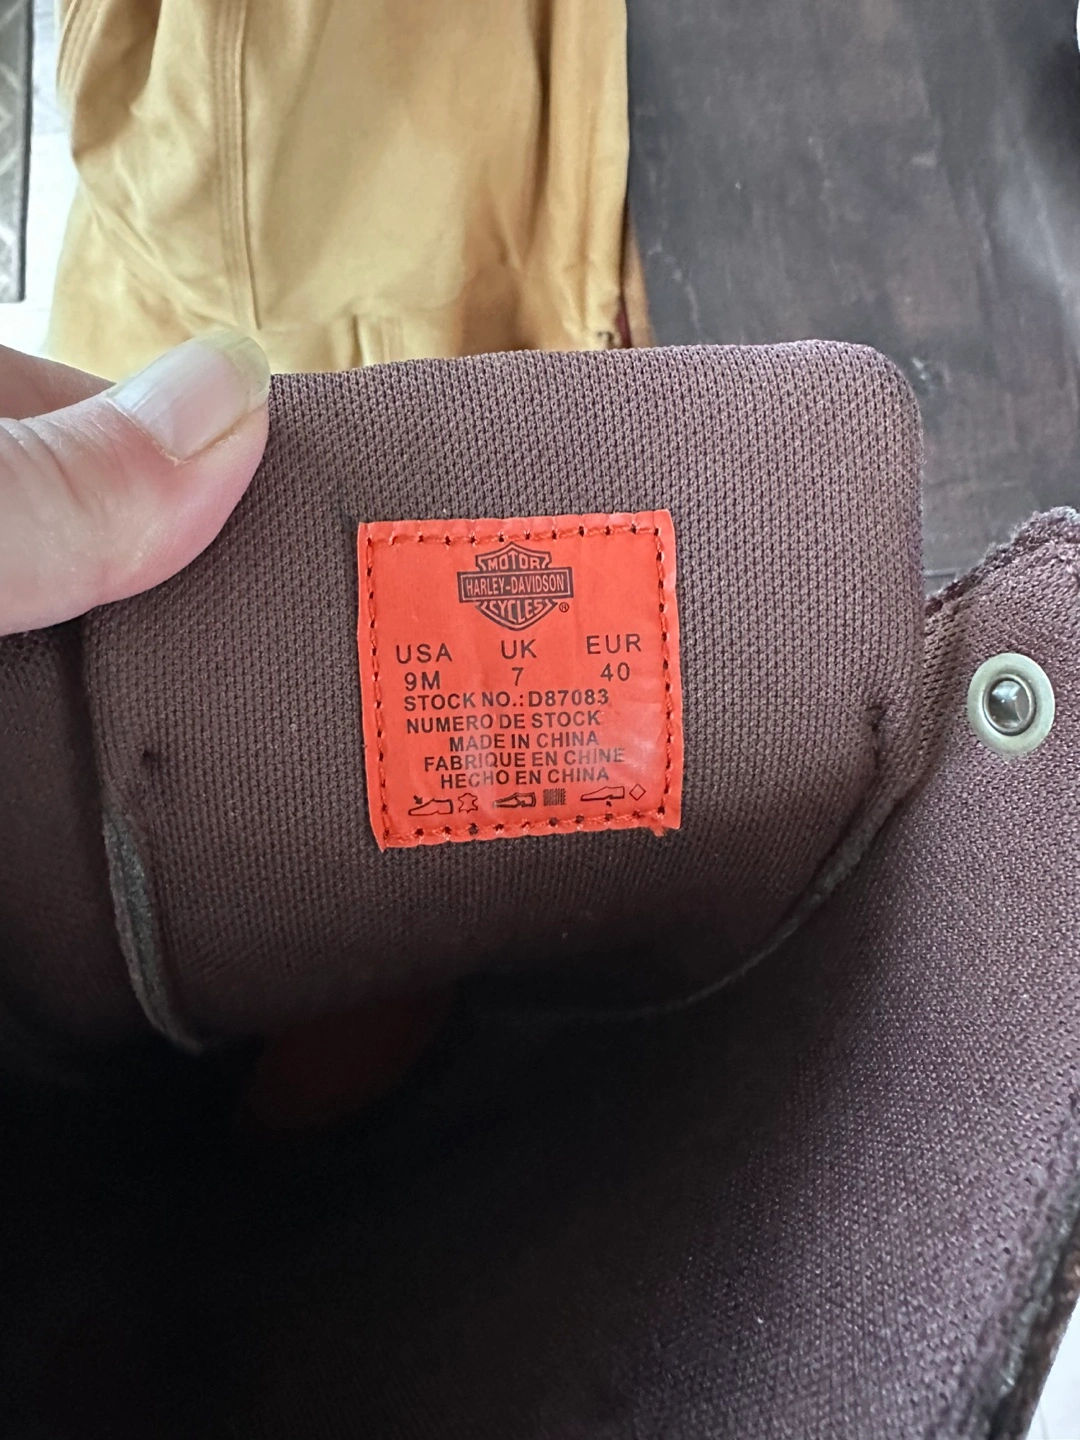 MOTOR
HARLEY-DAVIDSON
CYCLES ®
USA UK EUR
9M 7 40
STOCK NO.: D87083
NUMERO DE STOCK
MADE IN CHINA
FABRIQUE EN CHINE
HECHO EN CHINA